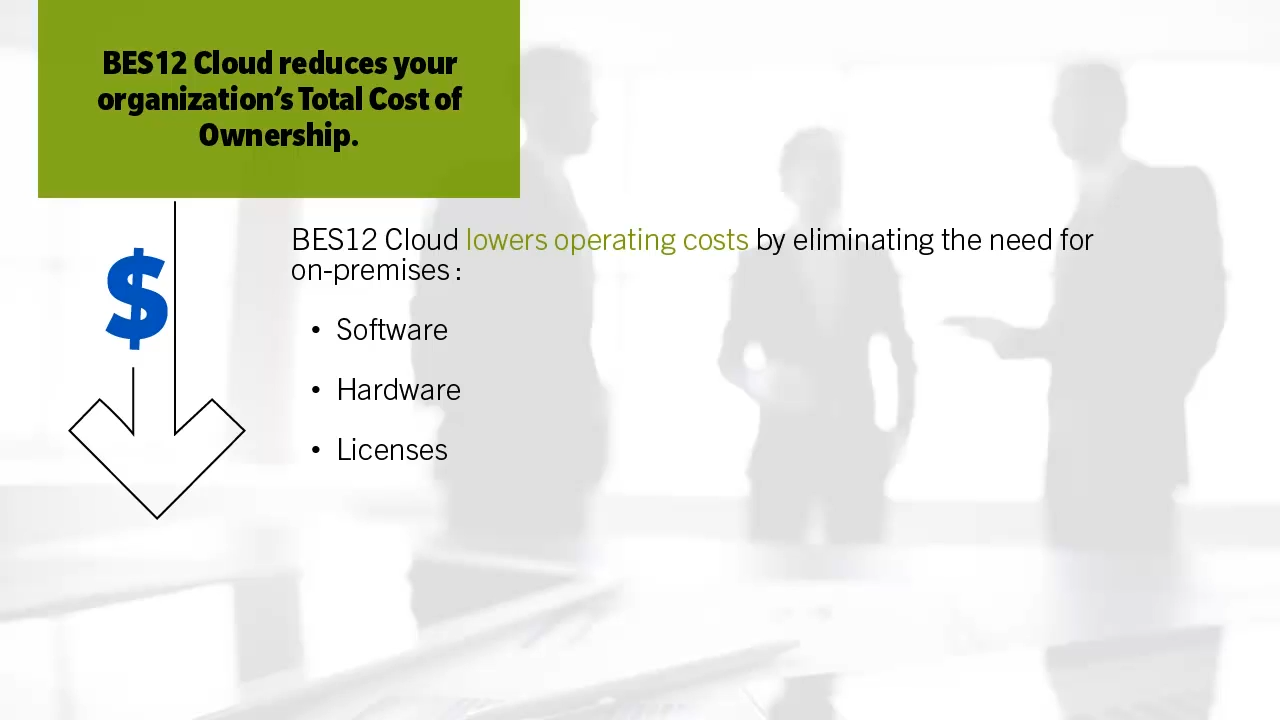 BES12 Cloud reduces your
organization's Total Cost of
Ownership.
$
BES12 Cloud lowers operating costs by eliminating the need for
on-premises :
• Software
• Hardware
• Licenses